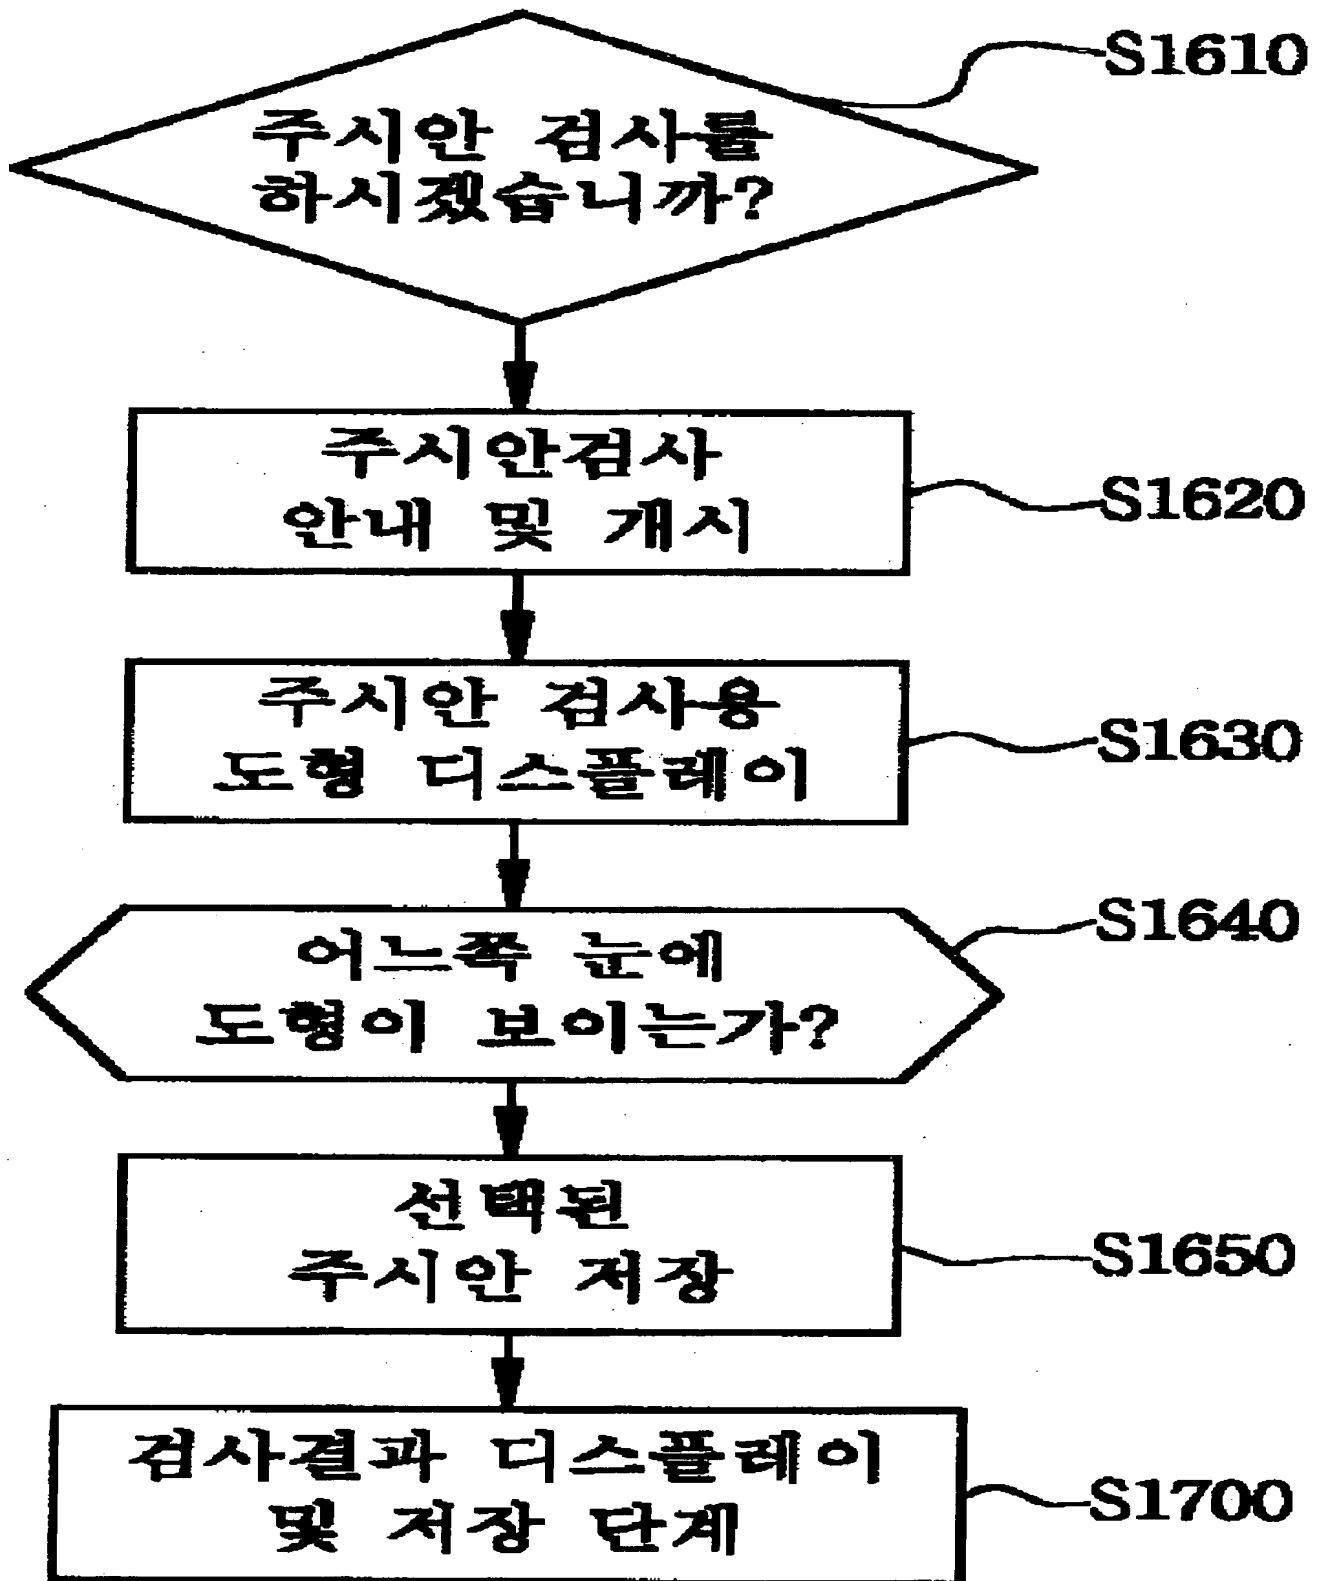 S1610
주시안 검사를
하시겠습니까?
주시안검사
안내 및 개시
S1620
주시안 검사용
도형 디스플레이
S1630
어느쪽 눈에
도형이 보이는가?
S1640
선택된
주시안 저장
S1650
검사결과 디스플레이
및 저장 단계
S1700